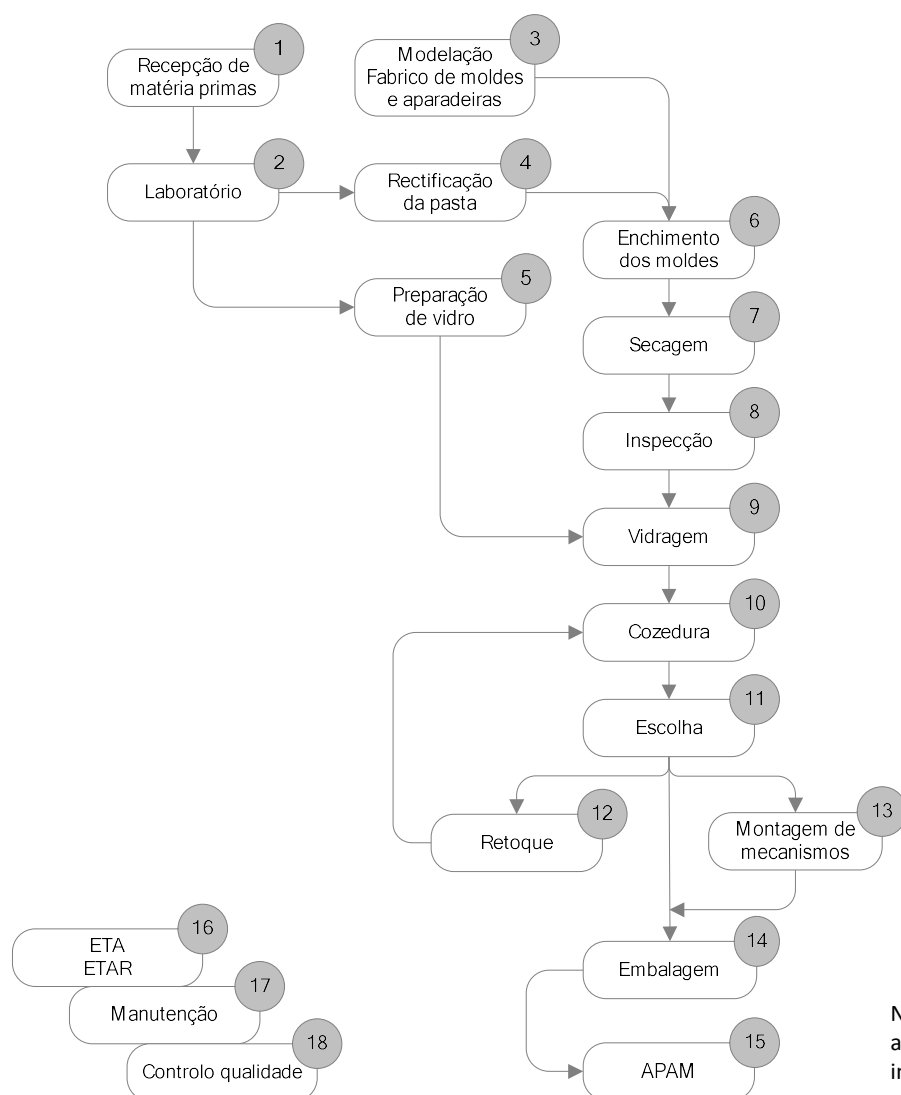 1
Recepção de
matéria primas
3
Modelação
Fabrico de moldes
e aparadeiras
2
Laboratório
4
Rectificação
da pasta
6
Enchimento
dos moldes
5
Preparação
de vidro
7
Secagem
8
Inspecção
9
Vidragem
10
Cozedura
11
Escolha
12
Retoque
13
Montagem de
mecanismos
14
Embalagem
15
APAM
16
ETA
ETAR
17
Manutenção
18
Controlo qualidade
N
a